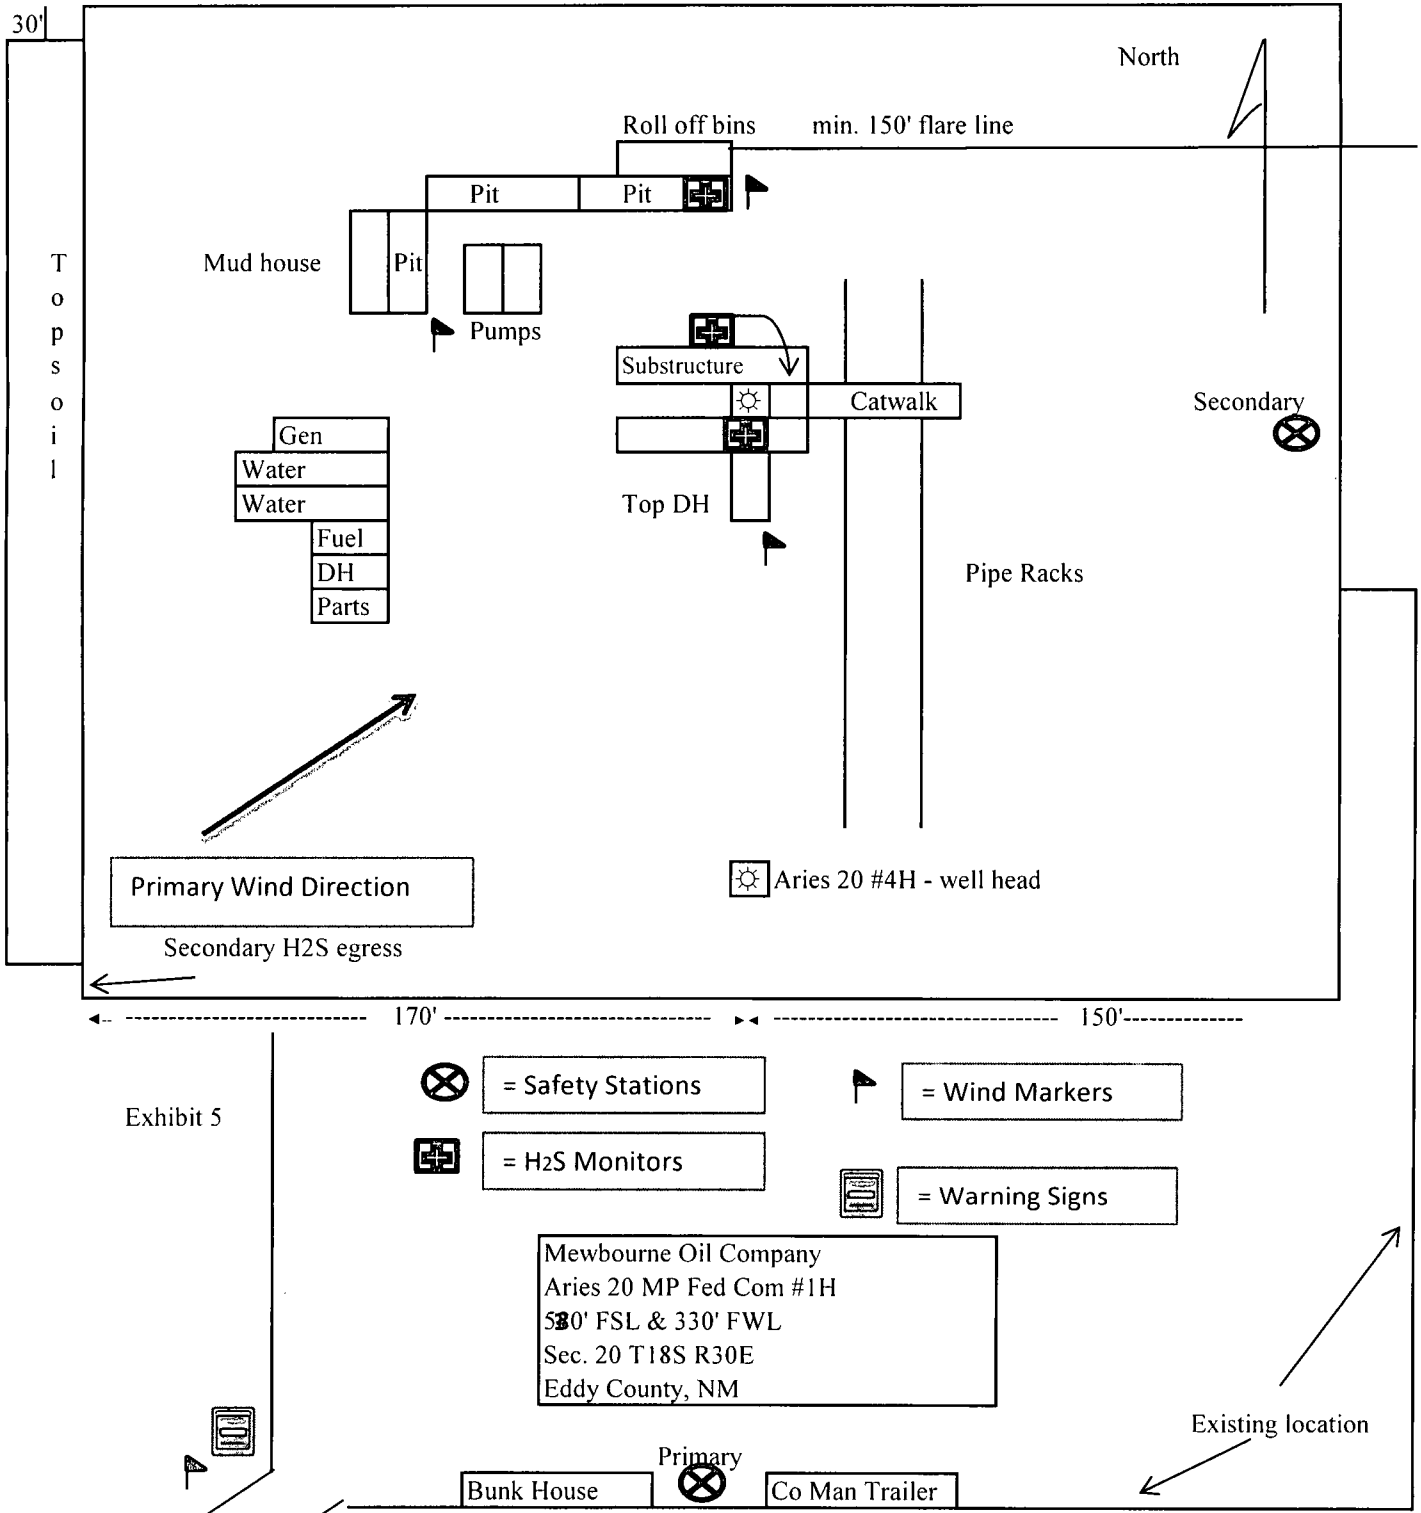 30'
North
Roll off bins min. 150' flare line
Pit Pit
Mud house Pit
Topsoil
Pumps
Substructure
Catwalk
Secondary
Gen
Water
Water
Top DH
Fuel
DH
Pipe Racks
Parts
Aries 20 #4H - well head
Primary Wind Direction
Secondary H2S egress
170' 150'
= Safety Stations
= Wind Markers
Exhibit 5
= H2S Monitors
= Warning Signs
Mewbourne Oil Company
Aries 20 MP Fed Com #1H
FSL & 330' FWL
Sec. 20 T18S R30E
Eddy County, NM
Existing location
Primary
Bunk House
Co Man Trailer